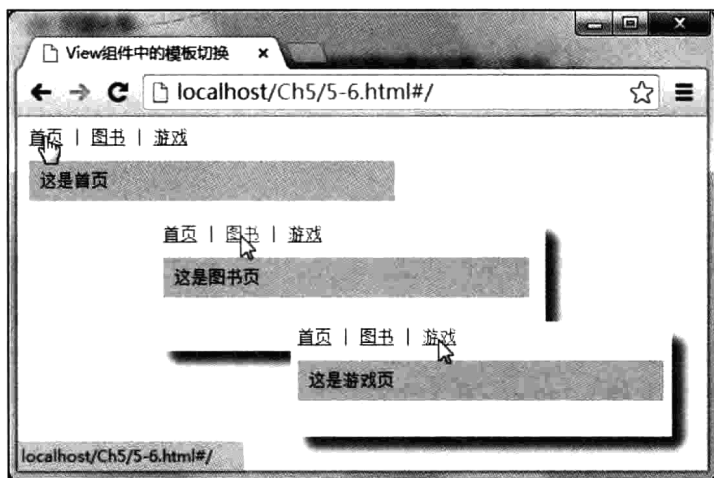 View组件中的模板切换
localhost/Ch5/5-6.html#/
首页 | 图书 | 游戏
这是首页
首页 | 图书 | 游戏
这是图书页
首页 | 图书 | 游戏
这是游戏页
localhost/Ch5/5-6.html#/